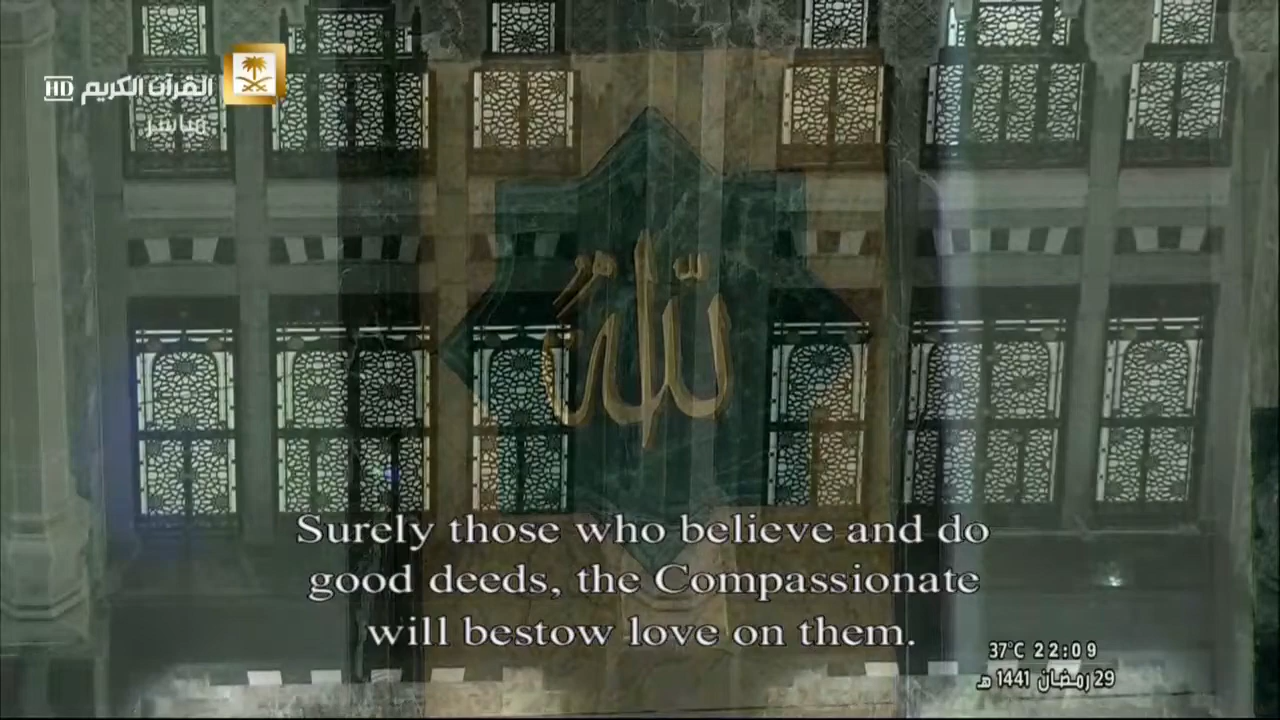 القرآن الكريم HD
مباشر
الله
Surely those who believe and do
good deeds, the Compassionate
will bestow love on them.
37°C 22:09
29 رمضان 1441 هـ